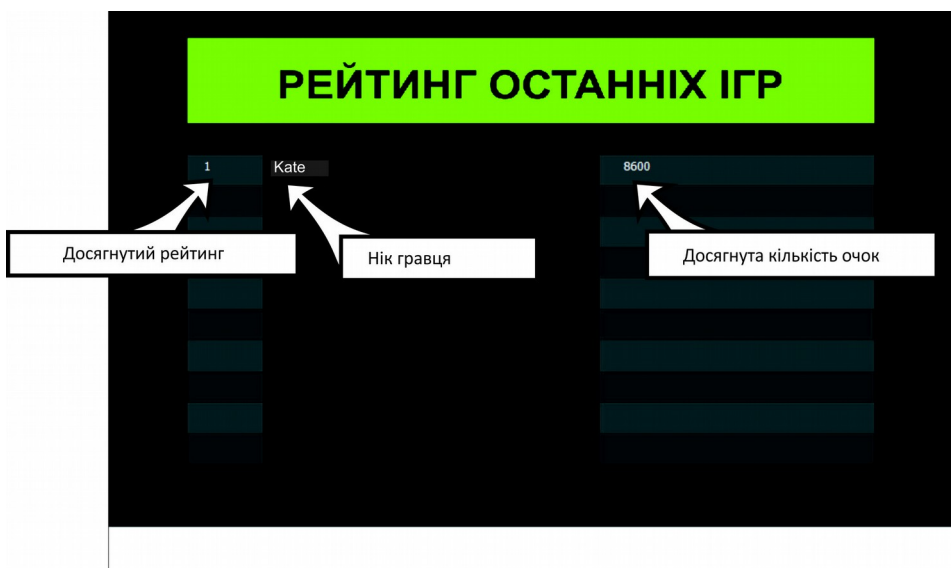 РЕЙТИНГ ОСТАННІХ ІГР
1 Kate 8600
Досягнутий рейтинг
Нік гравця
Досягнута кількість очок